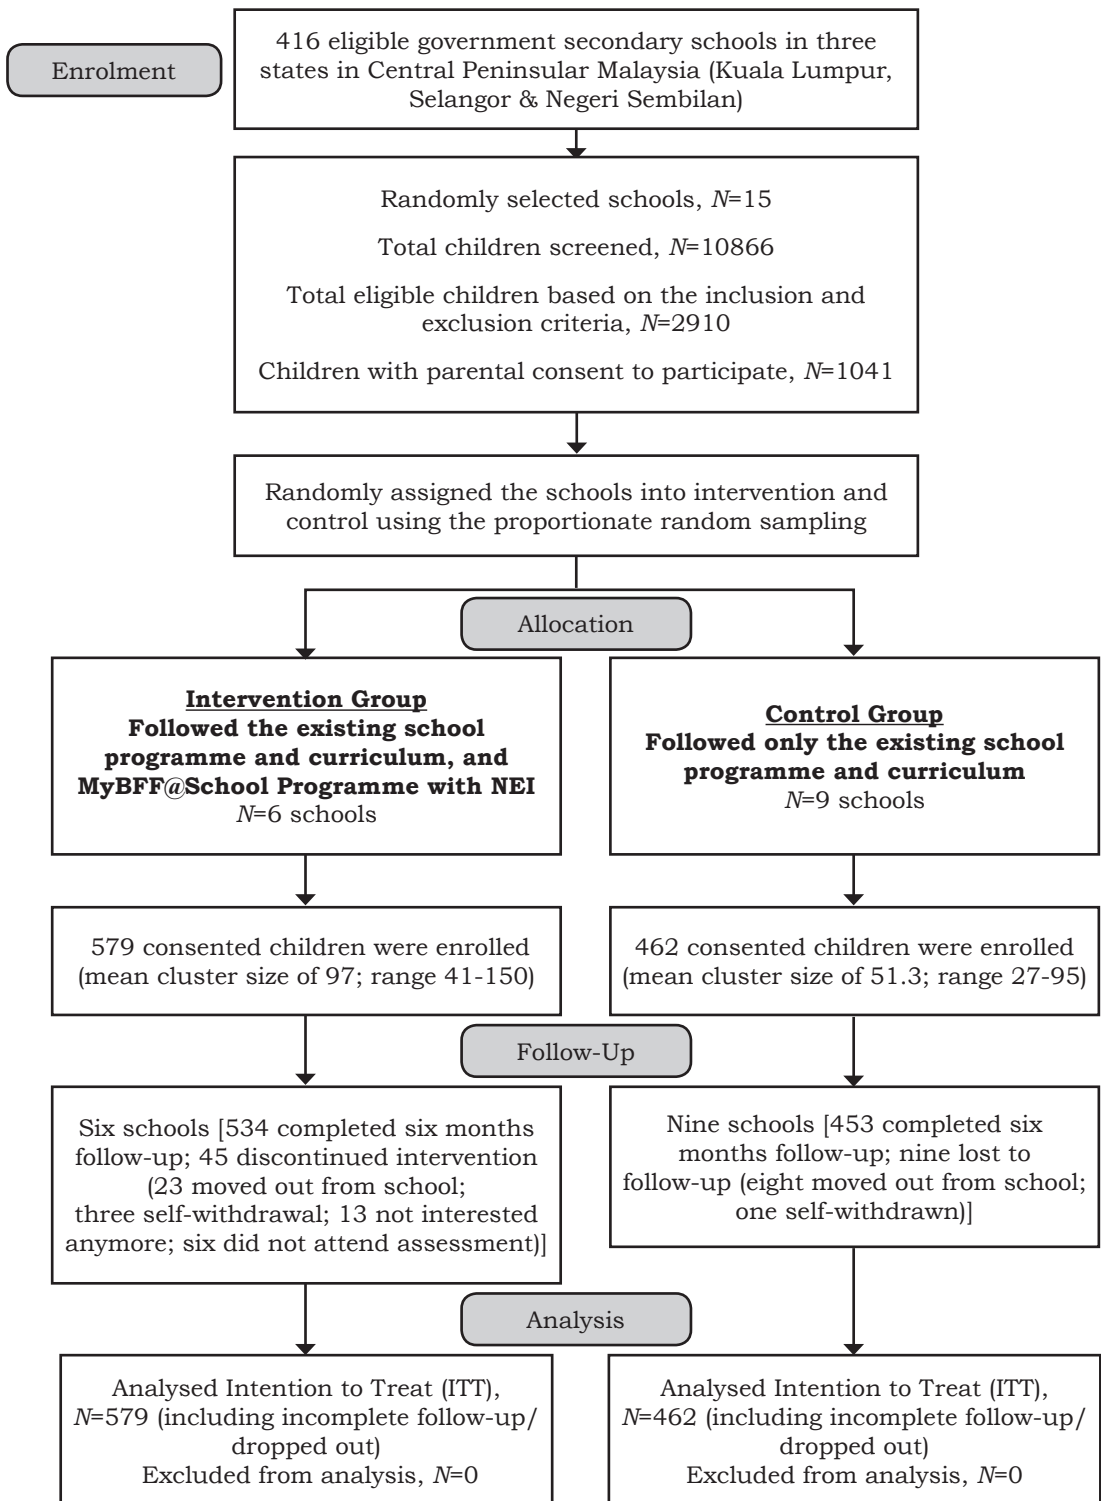 Enrolment
416 eligible government secondary schools in three
states in Central Peninsular Malaysia (Kuala Lumpur,
Selangor & Negeri Sembilan)
Randomly selected schools, N=15
Total children screened, N=10866
Total eligible children based on the inclusion and
exclusion criteria, N=2910
Children with parental consent to participate, N=1041
Randomly assigned the schools into intervention and
control using the proportionate random sampling
Allocation
Intervention Group
Followed the existing school
programme and curriculum, and
MyBFF@School Programme with NEI
N=6 schools
Control Group
Followed only the existing school
programme and curriculum
N=9 schools
579 consented children were enrolled
(mean cluster size of 97; range 41-150)
462 consented children were enrolled
(mean cluster size of 51.3; range 27-95)
Follow-Up
Six schools [534 completed six months
follow-up; 45 discontinued intervention
(23 moved out from school;
three self-withdrawal; 13 not interested
anymore; six did not attend assessment)]
Nine schools [453 completed six
months follow-up; nine lost to
follow-up (eight moved out from school;
one self-withdrawn)]
Analysis
Analysed Intention to Treat (ITT),
N=579 (including incomplete follow-up/
dropped out)
Excluded from analysis, N=0
Analysed Intention to Treat (ITT),
N=462 (including incomplete follow-up/
dropped out)
Excluded from analysis, N=0